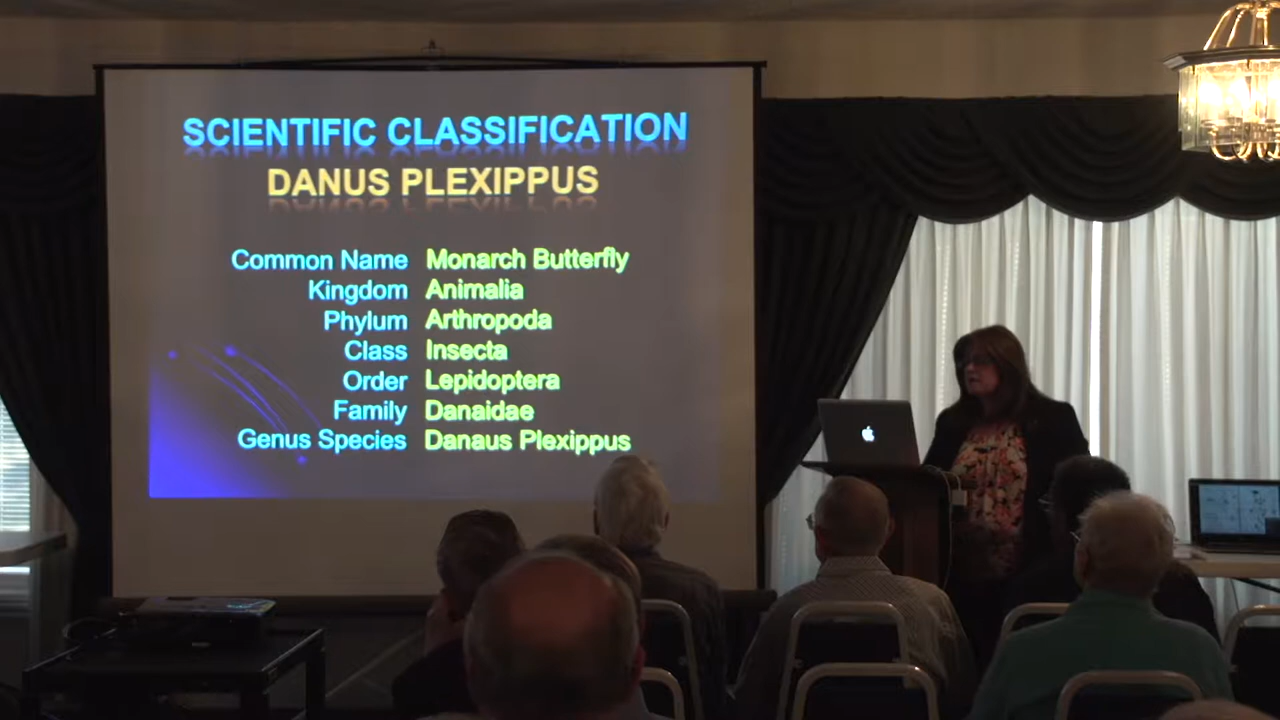 SCIENTIFIC CLASSIFICATION
DANUS PLEXIPPUS
Common Name Monarch Butterfly
Kingdom Animalia
Phylum Arthropoda
Class Insecta
Order Lepidoptera
Family Danaidae
Genus Species Danaus Plexippus